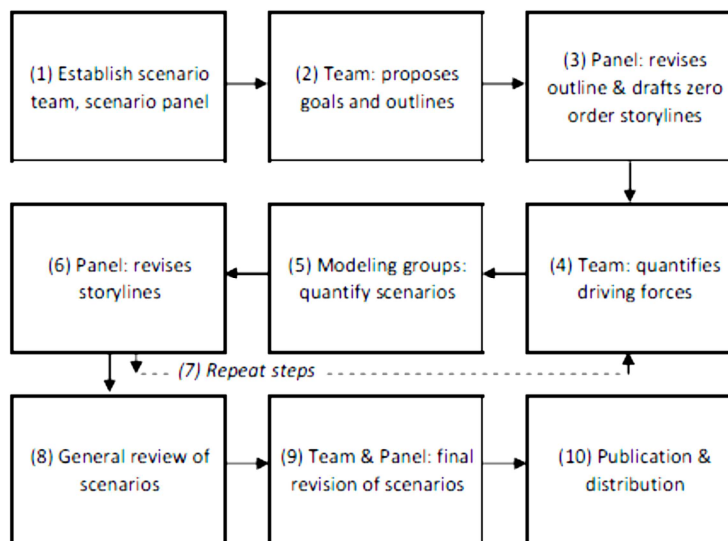 (1) Establish scenario
team, scenario panel
(2) Team: proposes
goals and outlines
(3) Panel: revises
outline & drafts zero
order storylines
(6) Panel: revises
storylines
(5) Modeling groups:
quantify scenarios
(4) Team: quantifies
driving forces
(7) Repeat steps
(8) General review of
scenarios
(9) Team & Panel: final
revision of scenarios
(10) Publication &
distribution